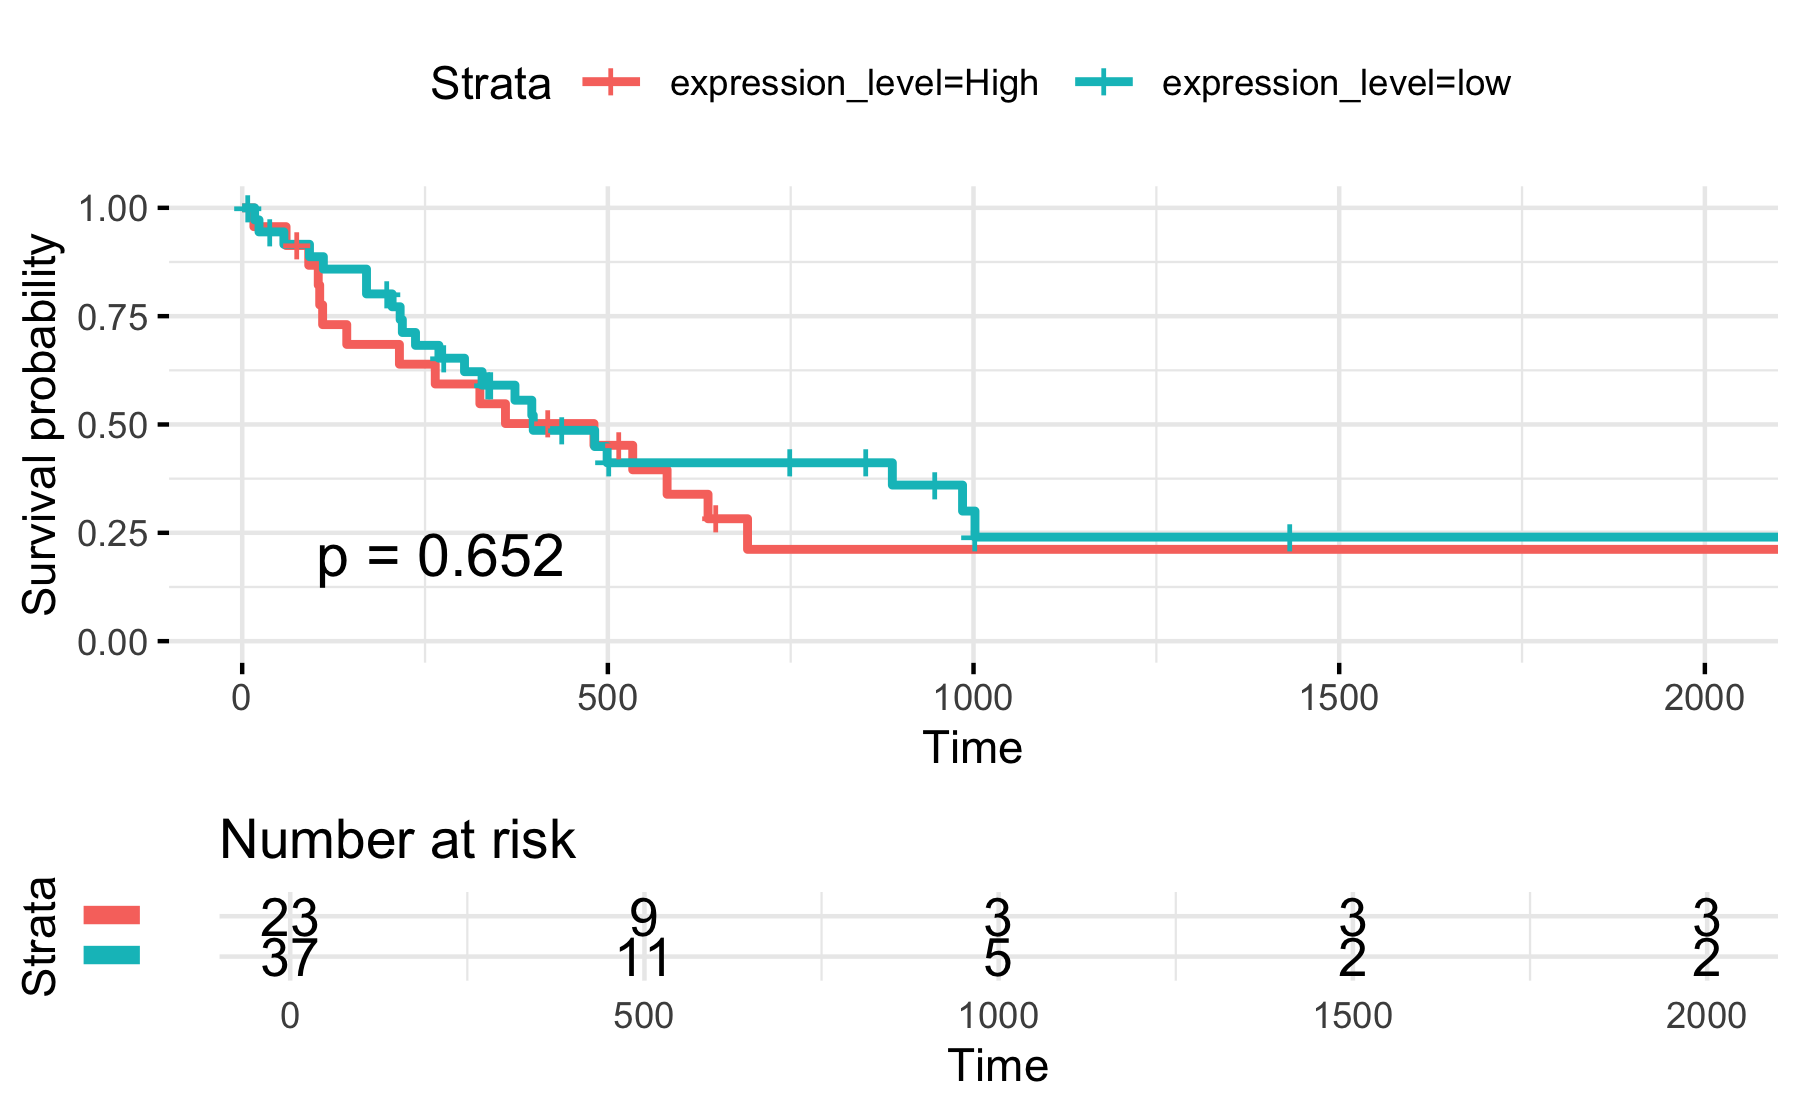 Strata expression_level=High expression_level=low
Survival probability
1.00
0.75
0.50
0.25
0.00
p = 0.652
0 500 1000 1500 2000
Time
Number at risk
Strata
23 9 3 3 3
37 11 5 2 2
0 500 1000 1500 2000
Time